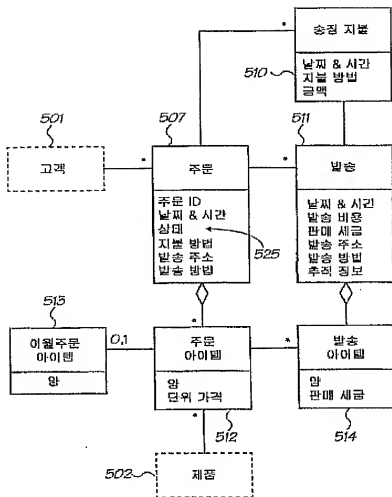 송장 지불
510
날짜 & 시간
지불 방법
금액
501
507
511
고객
*
주문
*
발송
*
주문 ID
날짜 & 시간
상태
지불 방법
발송 주소
발송 방법
525
날짜 & 시간
발송 비용
판매 세금
발송 주소
발송 방법
추적 정보
513
이월주문
아이템
양
0,1
*
주문
아이템
양
단위 가격
*
발송
아이템
양
판매 세금
*
512
514
502
제품